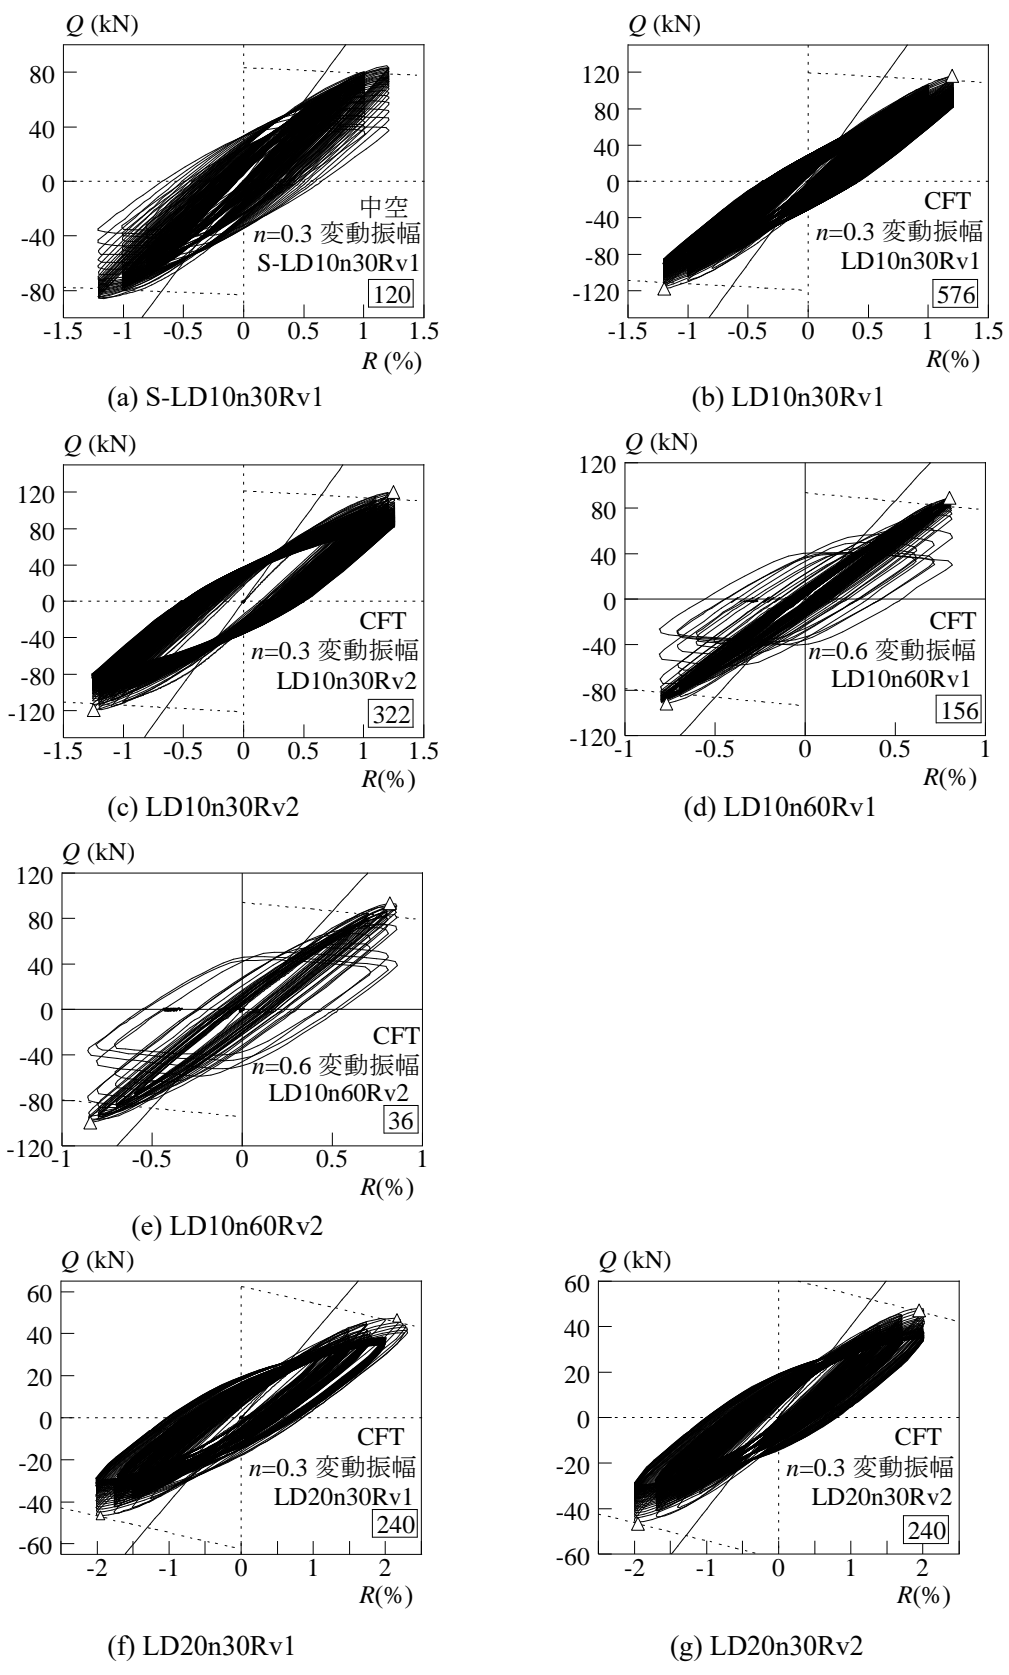 Q (kN)
80
40
0
-40
-80
中空
n=0.3 変動振幅
S-LD10n30Rv1
120
-1.5 -1 -0.5 0 0.5 1 1.5
R (%)
(a) S-LD10n30Rv1
Q (kN)
120
80
40
0
-40
-80
-120
CFT
n=0.3 変動振幅
LD10n30Rv1
576
-1.5 -1 -0.5 0 0.5 1 1.5
R(%)
(b) LD10n30Rv1
Q (kN)
120
80
40
0
-40
-80
-120
CFT
n=0.3 変動振幅
LD10n30Rv2
322
-1.5 -1 -0.5 0 0.5 1 1.5
R(%)
(c) LD10n30Rv2
Q (kN)
120
80
40
0
-40
-80
-120
CFT
n=0.6 変動振幅
LD10n60Rv1
156
-1 -0.5 0 0.5 1
R(%)
(d) LD10n60Rv1
Q (kN)
120
80
40
0
-40
-80
-120
CFT
n=0.6 変動振幅
LD10n60Rv2
36
-1 -0.5 0 0.5 1
R(%)
(e) LD10n60Rv2
Q (kN)
60
40
20
0
-20
-40
-60
CFT
n=0.3 変動振幅
LD20n30Rv1
240
-2 -1 0 1 2
R(%)
(f) LD20n30Rv1
Q (kN)
60
40
20
0
-20
-40
-60
CFT
n=0.3 変動振幅
LD20n30Rv2
240
-2 -1 0 1 2
R(%)
(g) LD20n30Rv2